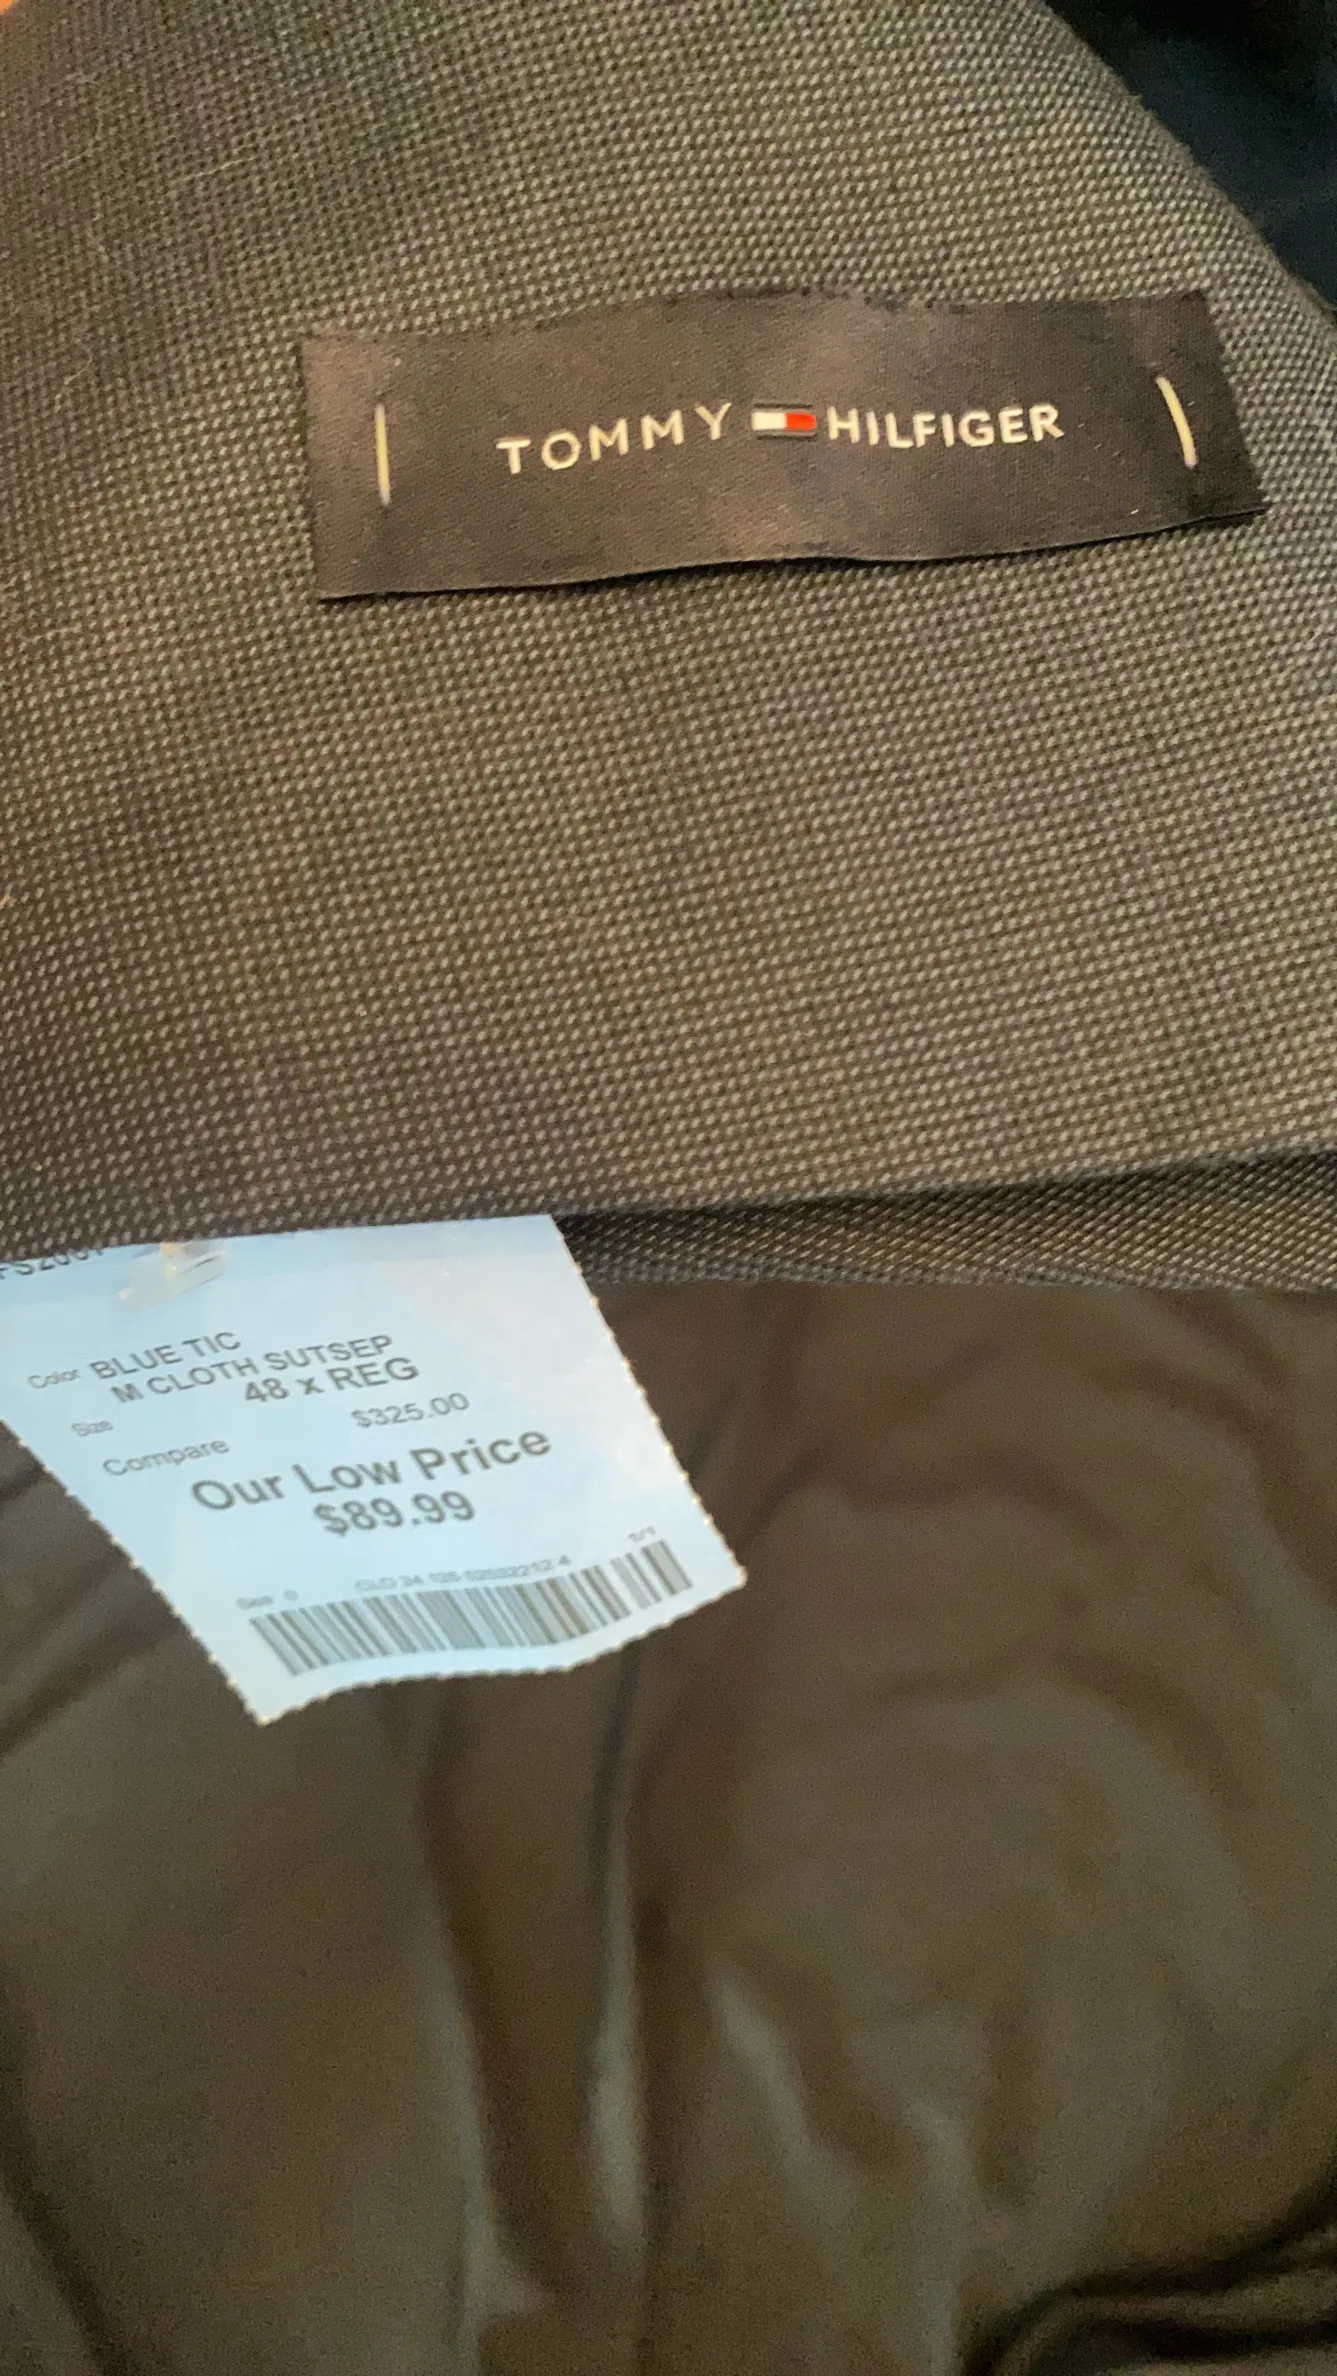 TOMMY HILFIGER
Color BLUE TIC
M CLOTH SUTSEP
Size 48 x REG
Compare $325.00
Our Low Price
$89.99